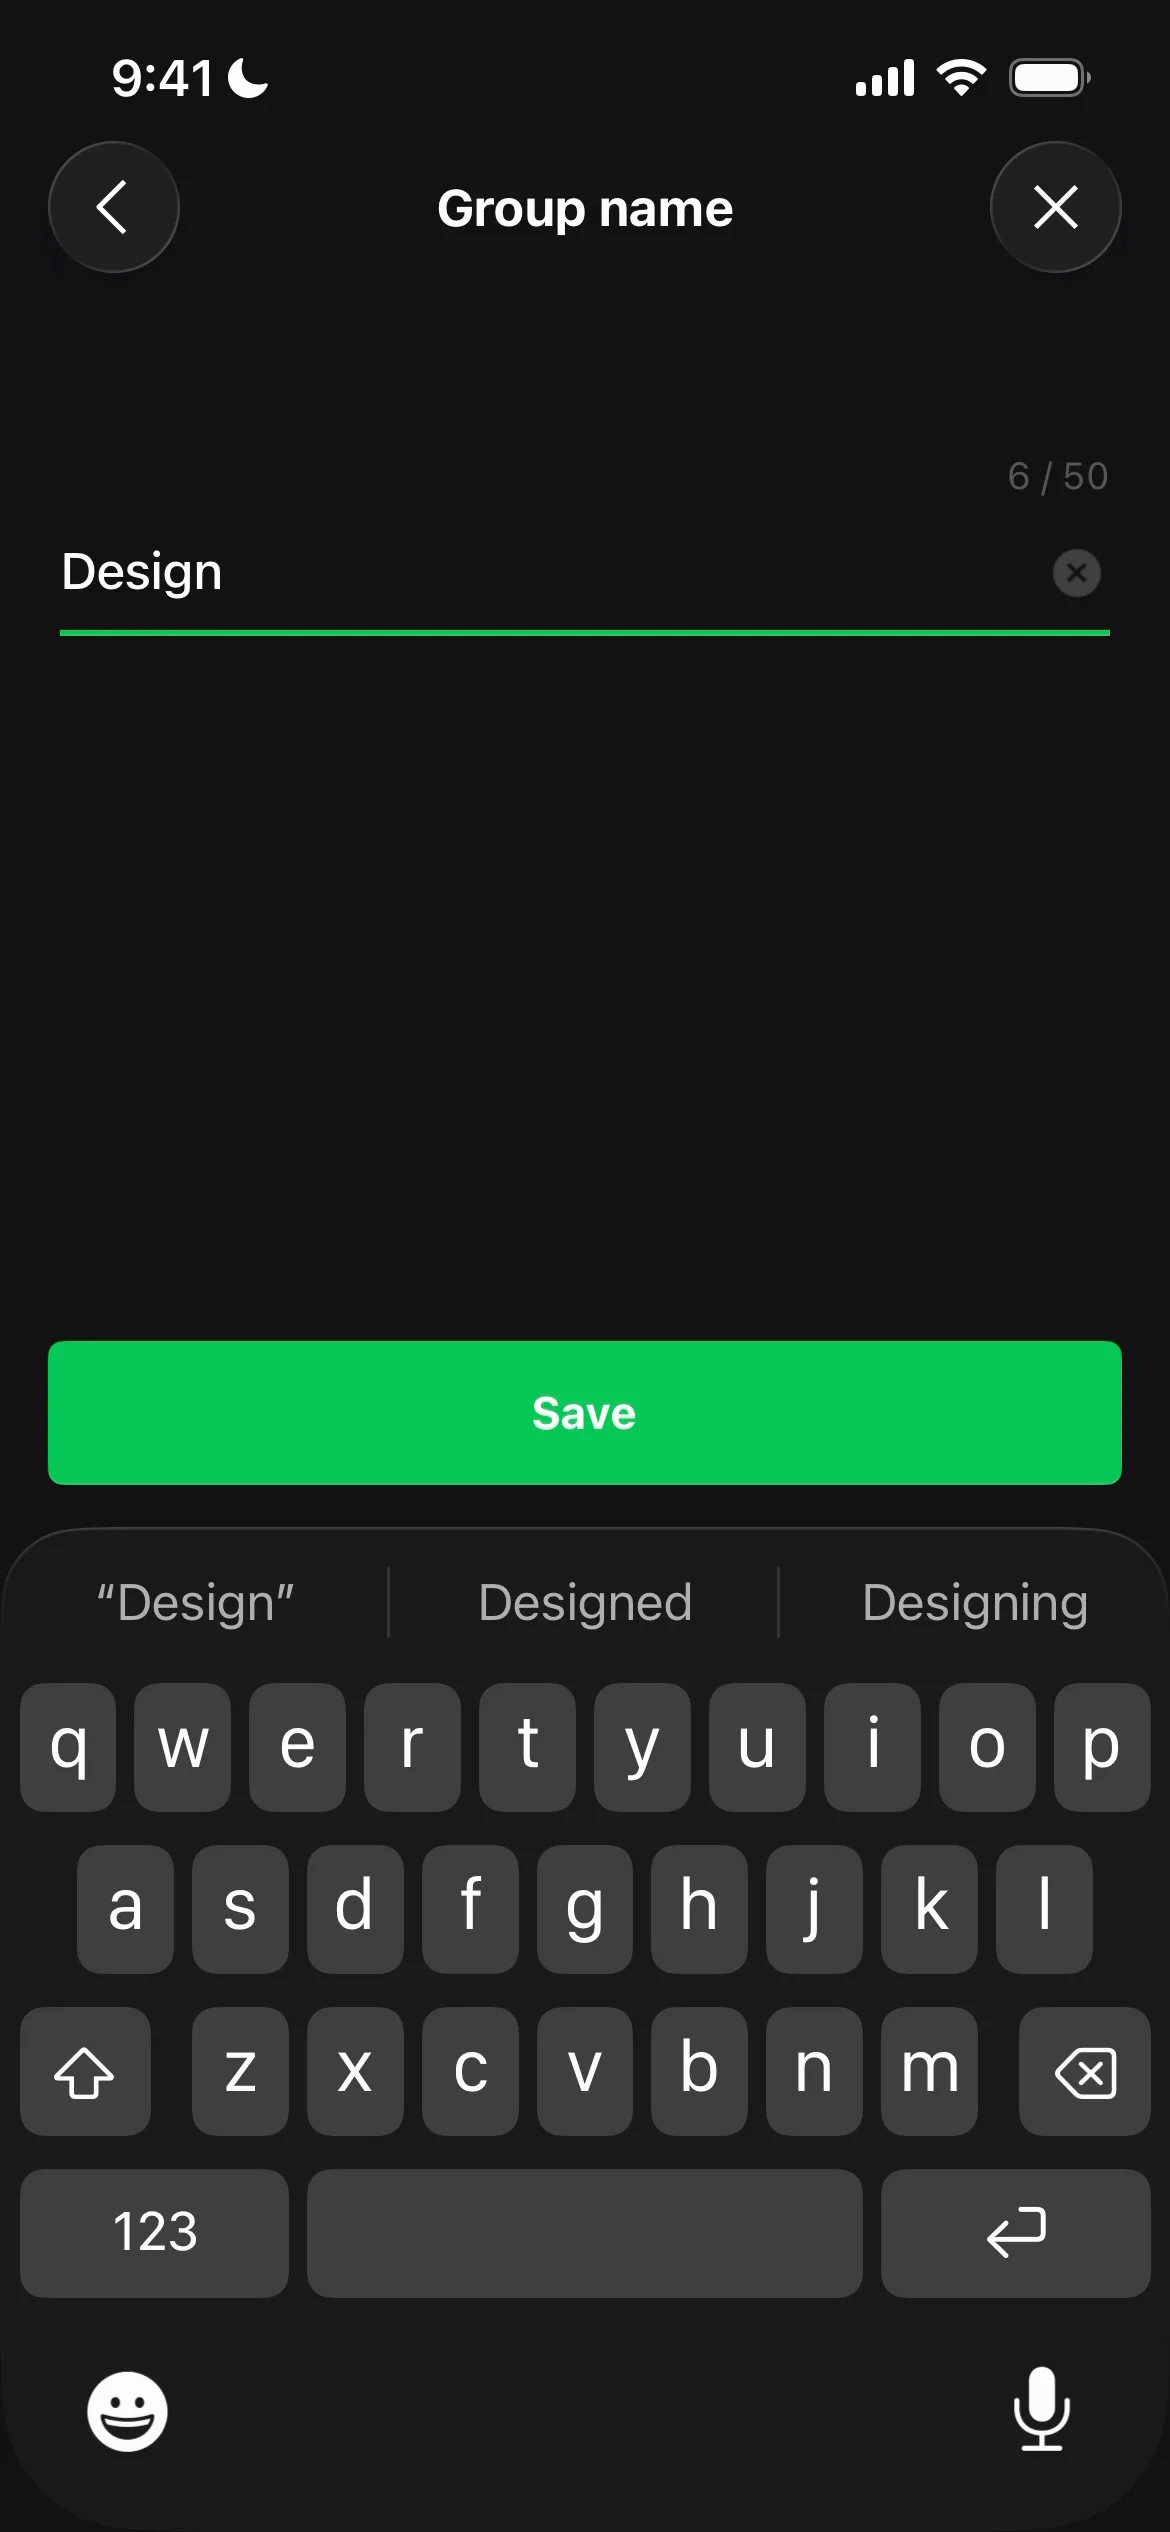 9:41
Group name
6 / 50
Design
Save
“Design” Designed Designing
q w e r t y u i o p
a s d f g h j k l
z x c v b n m
123